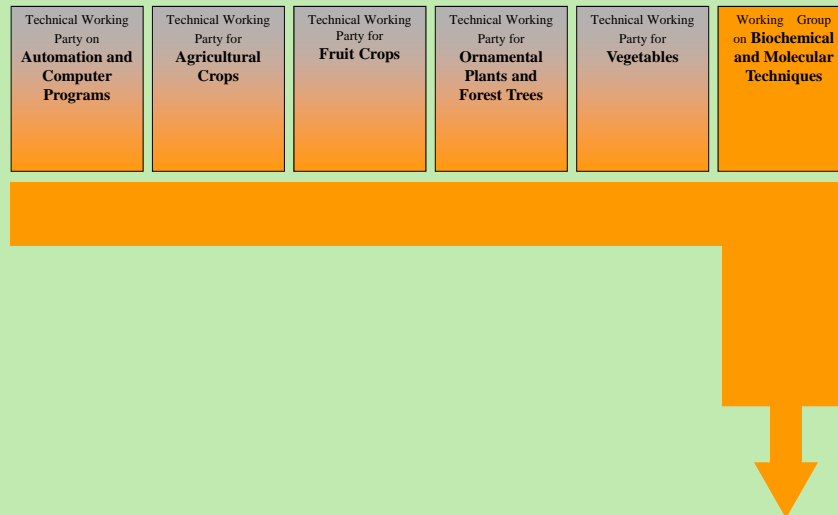 Technical Working
Party on
Automation and
Computer
Programs
Technical Working
Party for
Agricultural
Crops
Technical Working
Party for
Fruit Crops
Technical Working
Party for
Ornamental
Plants and
Forest Trees
Technical Working
Party for
Vegetables
Working Group
on Biochemical
and Molecular
Techniques